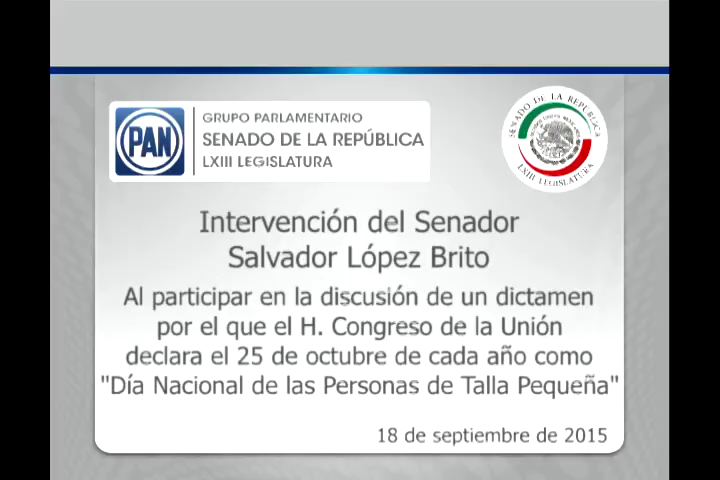 PAN
GRUPO PARLAMENTARIO
SENADO DE LA REPÚBLICA
LXIII LEGISLATURA
SENADO DE LA REPÚBLICA
LXIII LEGISLATURA
Intervención del Senador
Salvador López Brito
Al participar en la discusión de un dictamen
por el que el H. Congreso de la Unión
declara el 25 de octubre de cada año como
"Día Nacional de las Personas de Talla Pequeña"
18 de septiembre de 2015